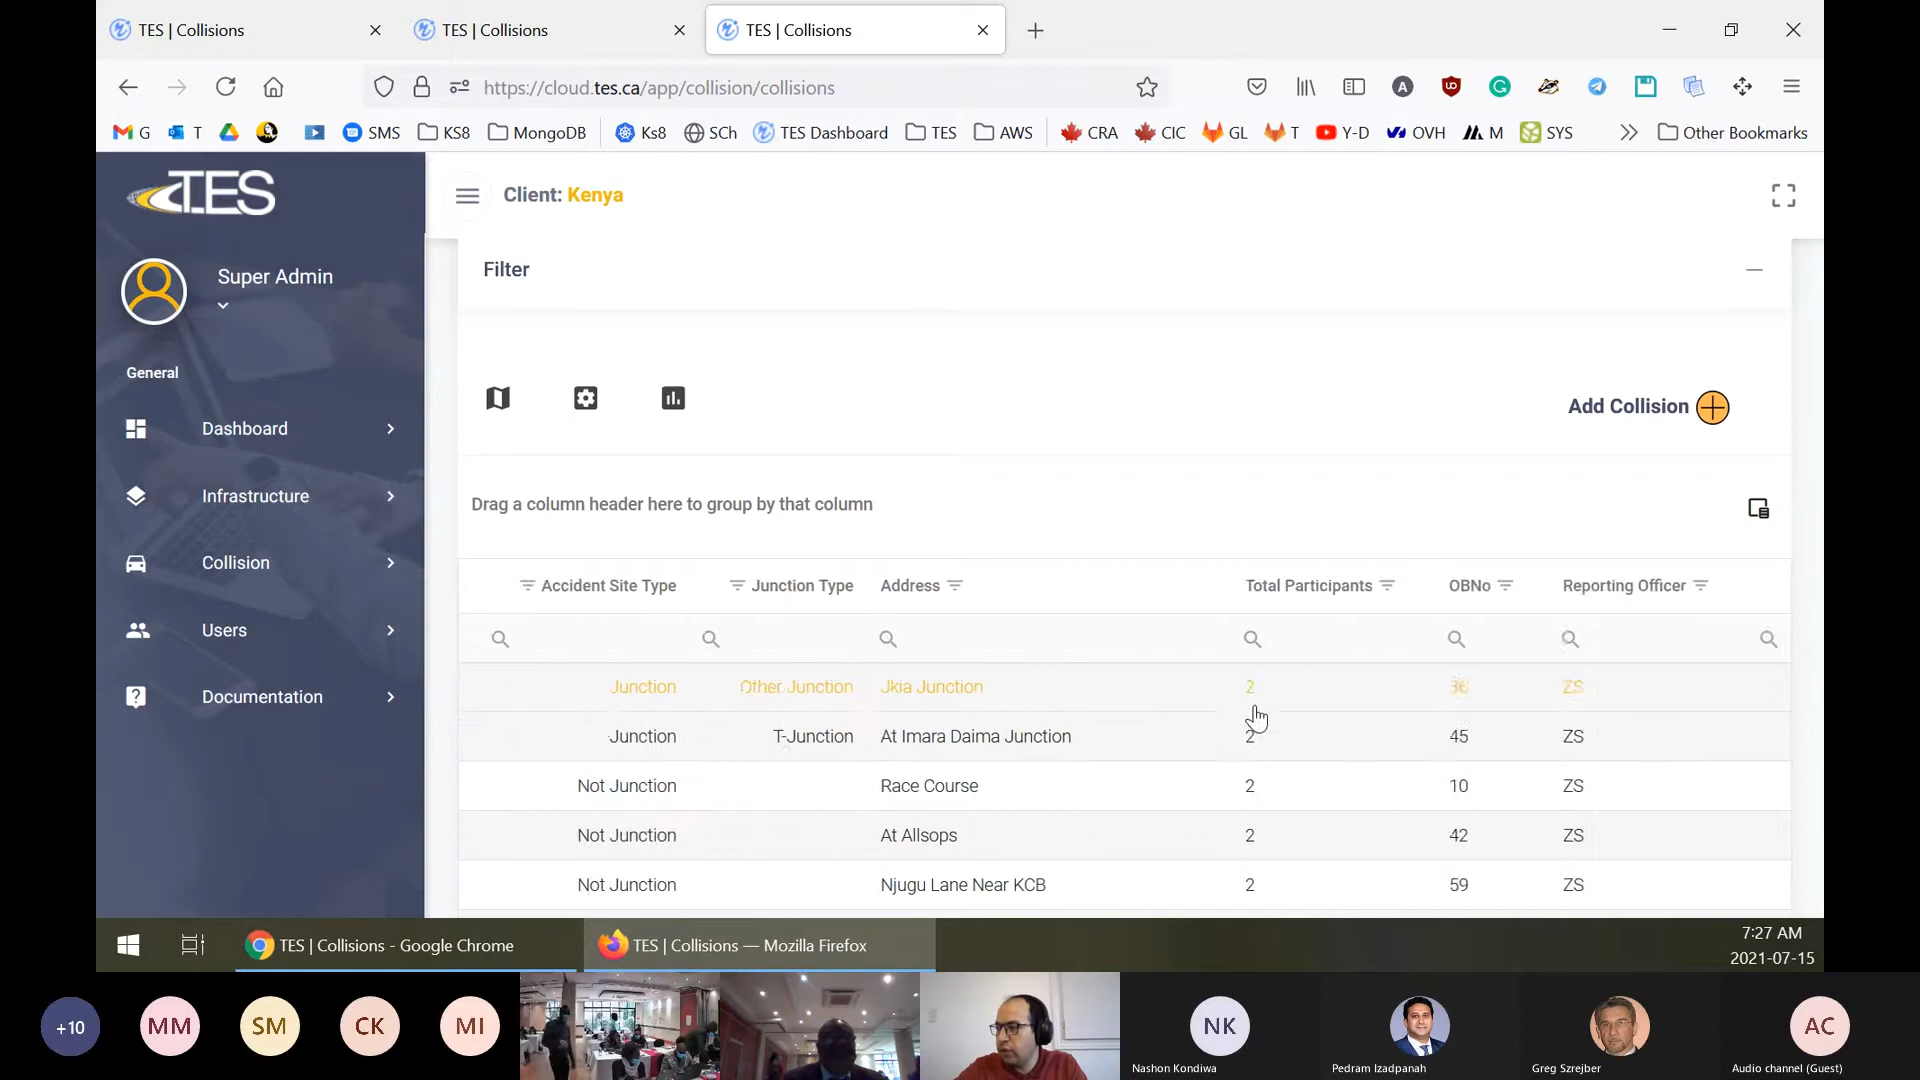 TES | Collisions
TES | Collisions
TES | Collisions
https://cloud.tes.ca/app/collision/collisions
G
T
SMS
KS8
MongoDB
Ks8
SCh
TES Dashboard
TES
AWS
CRA
CIC
GL
T
Y-D
OVH
M
SYS
Other Bookmarks
TES
Client: Kenya
Super Admin
General
Dashboard
Infrastructure
Collision
Users
Documentation
Filter
Add Collision
Drag a column header here to group by that column
Accident Site Type Junction Type Address Total Participants OBNo Reporting Officer
Junction Other Junction Jkia Junction 2 36 ZS
Junction T-Junction At Imara Daima Junction 2 45 ZS
Not Junction Race Course 2 10 ZS
Not Junction At Allsops 2 42 ZS
Not Junction Njugu Lane Near KCB 2 59 ZS
TES | Collisions - Google Chrome
TES | Collisions — Mozilla Firefox
7:27 AM
2021-07-15
+10
MM
SM
CK
MI
NK
AC
Nashon Kondiwa
Pedram Izadpanah
Greg Szrejber
Audio channel (Guest)